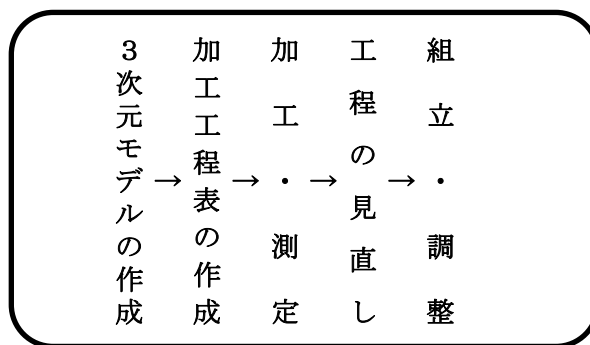 3次元モデルの作成
→
加工工程表の作成
→
加工・測定
→
工程の見直し
→
組立・調整